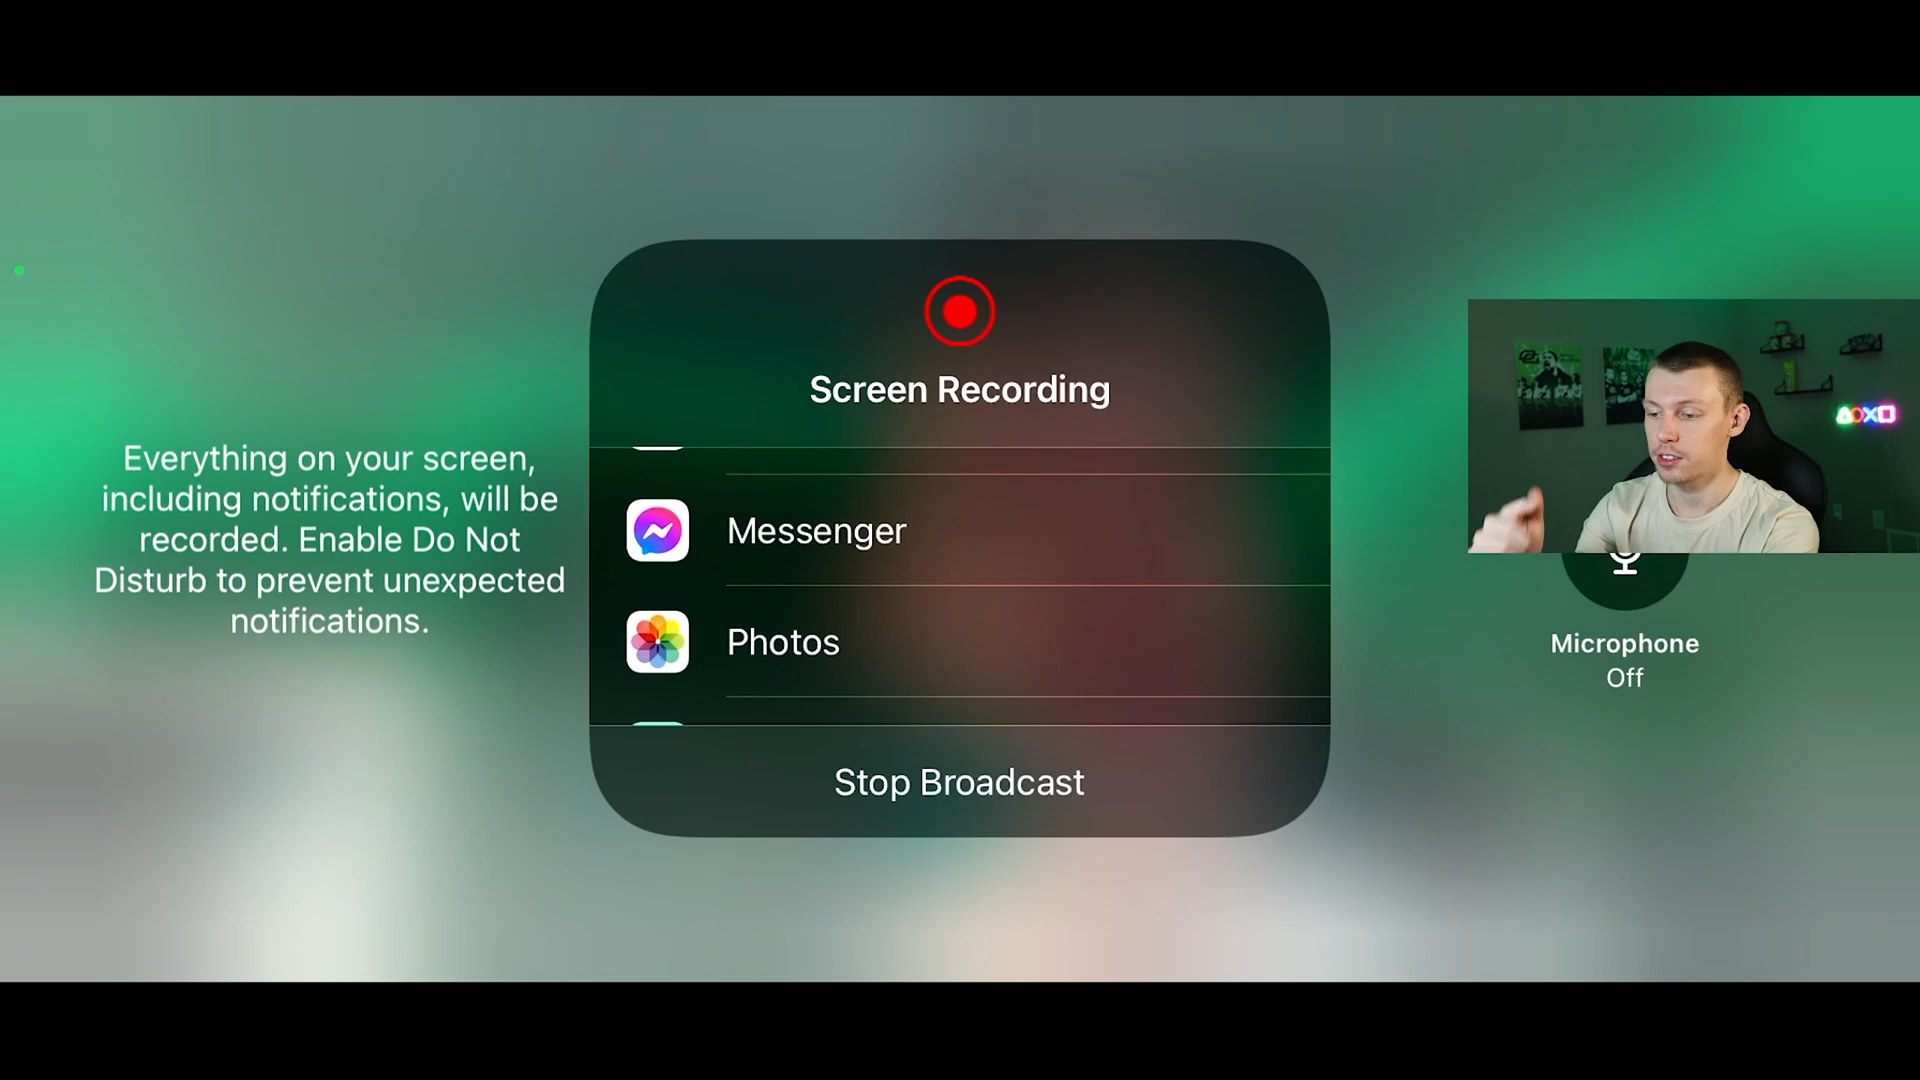 Screen Recording
Everything on your screen,
including notifications, will be
recorded. Enable Do Not
Disturb to prevent unexpected
notifications.
Messenger
Photos
Stop Broadcast
Microphone
Off